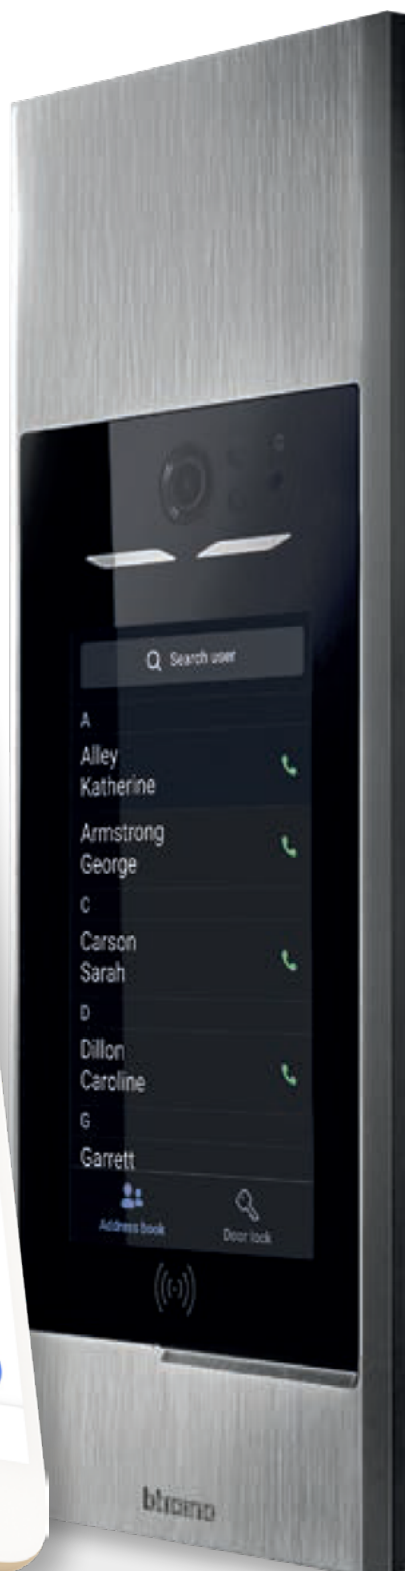 Search user
A
Alley
Katherine
Armstrong
George
C
Carson
Sarah
D
Dillon
Caroline
G
Garrett
Address book
Door lock
bticino